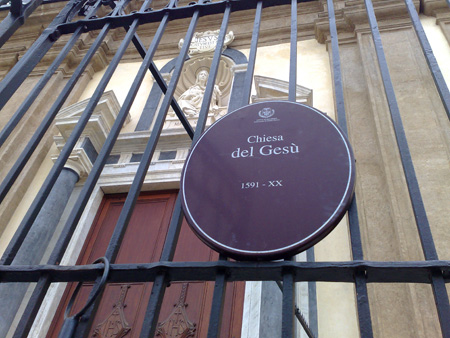 Chiesa
del Gesù
1591 - XX